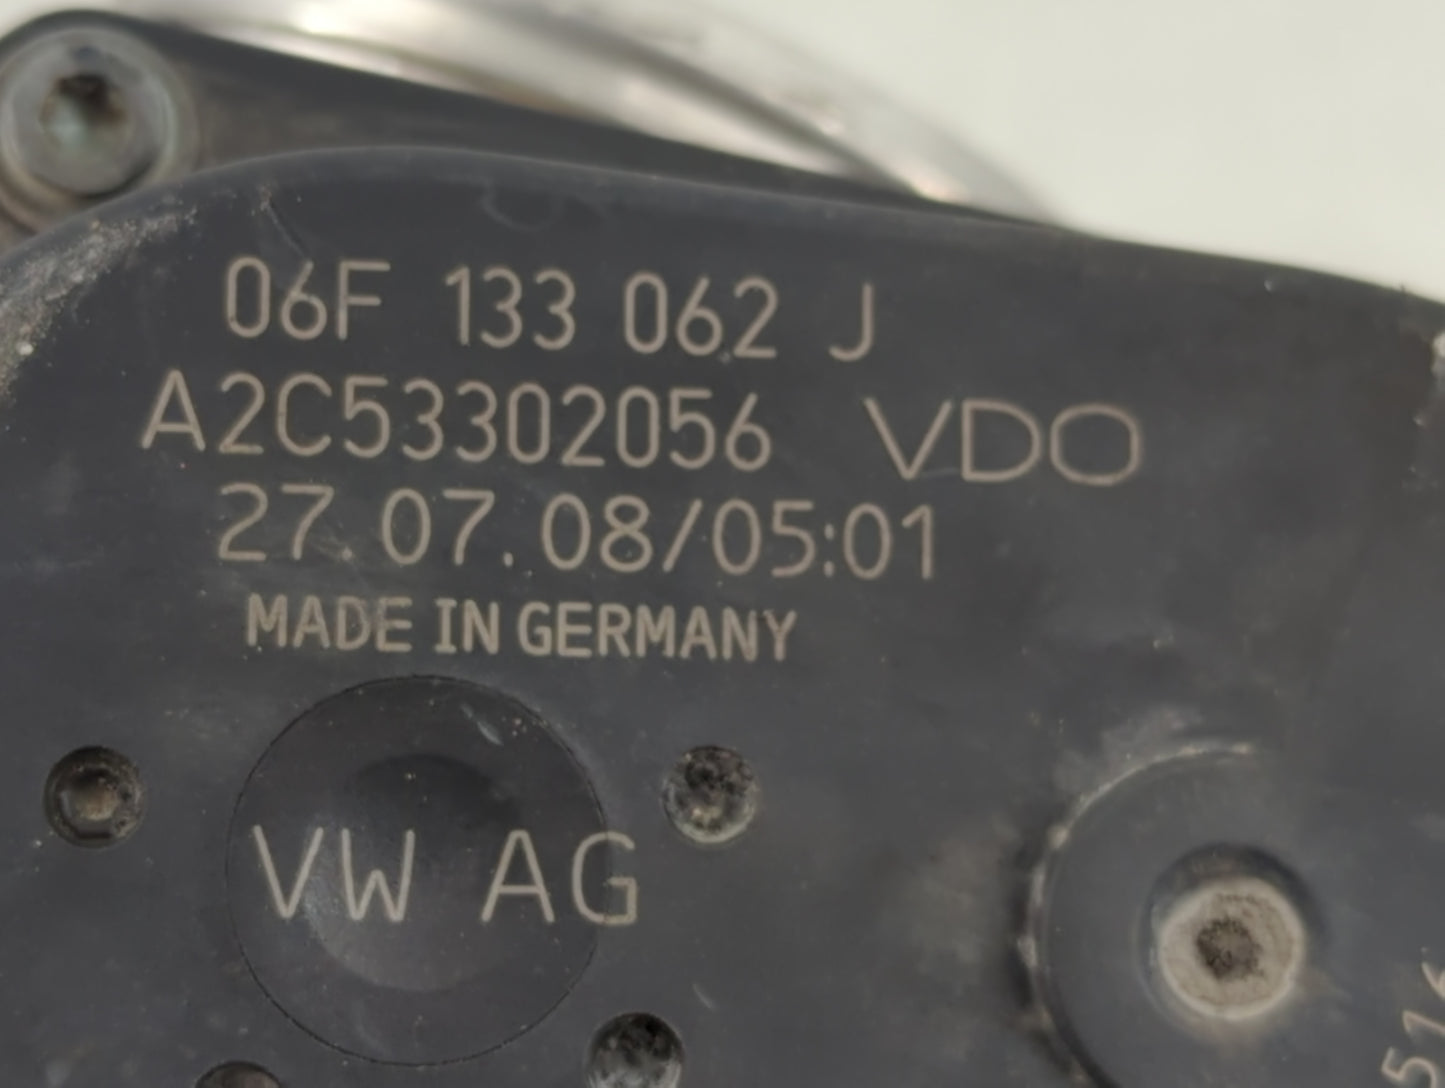 06F 133 062 J
A2C53302056 VDO
27.07.08/05:01
MADE IN GERMANY
VW AG